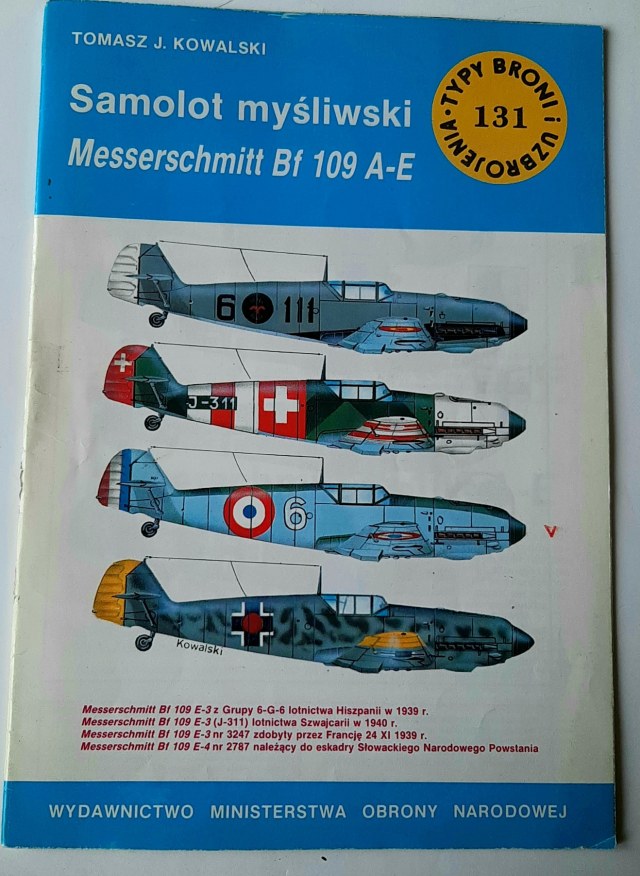 TOMASZ J. KOWALSKI
Samolot myśliwski
Messerschmitt Bf 109 A-E
TYPY BRONI i UZBROJENIA •
131
6 111
J-311
6
Kowalski
V
Messerschmitt Bf 109 E-3 z Grupy 6-G-6 lotnictwa Hiszpanii w 1939 r.
Messerschmitt Bf 109 E-3 (J-311) lotnictwa Szwajcarii w 1940 r.
Messerschmitt Bf 109 E-3 nr 3247 zdobyty przez Francję 24 XI 1939 r.
Messerschmitt Bf 109 E-4 nr 2787 należący do eskadry Słowackiego Narodowego Powstania
WYDAWNICTWO MINISTERSTWA OBRONY NARODOWEJ